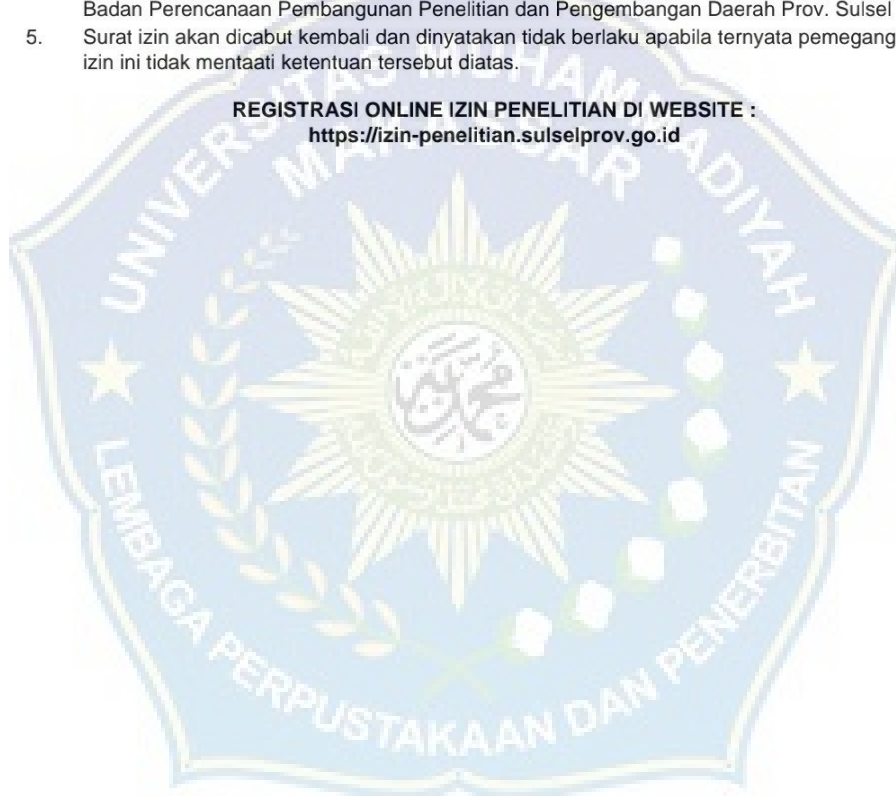 Badan Perencanaan Pembangunan Penelitian dan Pengembangan Daerah Prov. Sulsel
5. Surat izin akan dicabut kembali dan dinyatakan tidak berlaku apabila ternyata pemegang
izin ini tidak mentaati ketentuan tersebut diatas.
REGISTRASI ONLINE IZIN PENELITIAN DI WEBSITE :
https://izin-penelitian.sulselprov.go.id
UNIVERSITAS MUHAMMADIYAH
MAKASSAR
LEMBAGA PERPUSTAKAAN DAN PENERBITAN